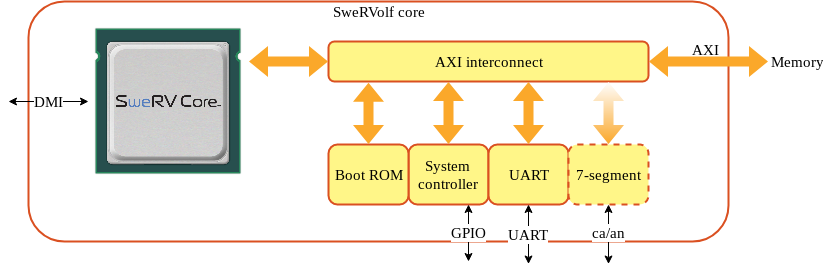 SweRVolf core
AXI interconnect
AXI
Memory
DMI
SweRV Core™
Boot ROM
System
controller
UART
7-segment
GPIO
UART
ca/an